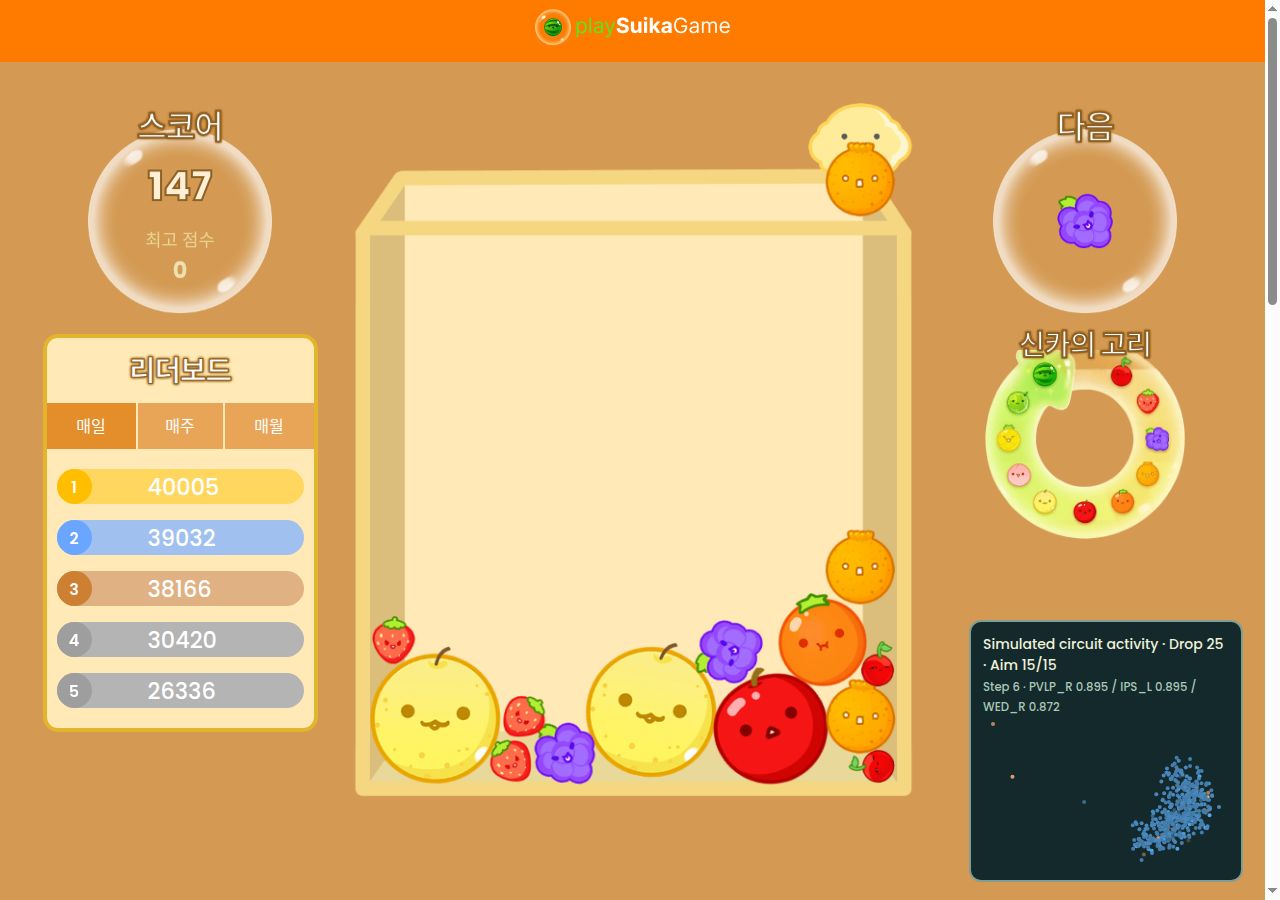 playSuikaGame
스코어
147
최고 점수
0
다음
신카의 고리
리더보드
매일 매주 매월
1 40005
2 39032
3 38166
4 30420
5 26336
Simulated circuit activity · Drop 25
· Aim 15/15
Step 6 · PVLP_R 0.895 / IPS_L 0.895 /
WED_R 0.872